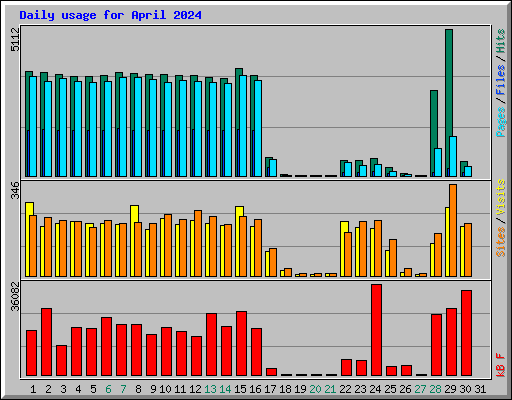 Daily usage for April 2024
5112
Pages / Files / Hits
346
Sites / Visits
36082
kB F
1 2 3 4 5 6 7 8 9 10 11 12 13 14 15 16 17 18 19 20 21 22 23 24 25 26 27 28 29 30 31